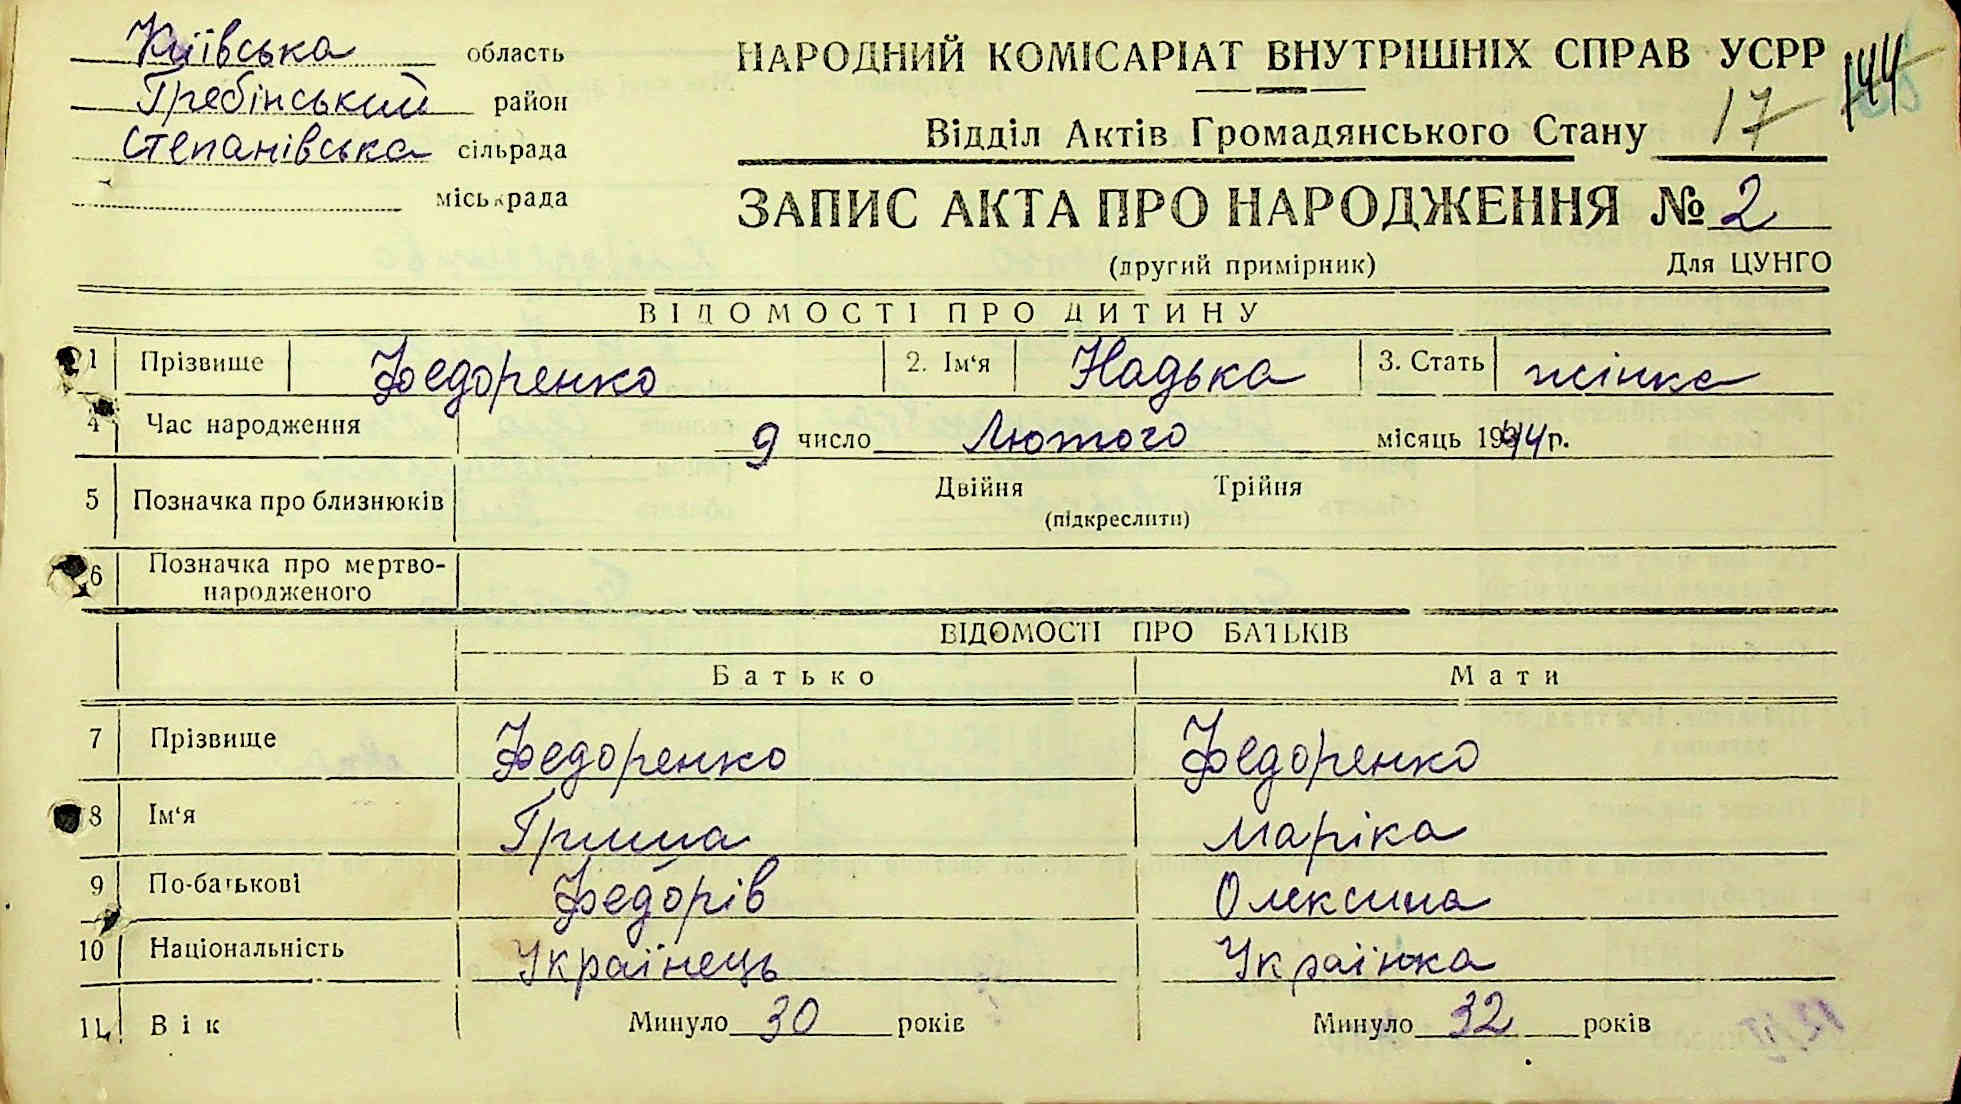 Київська область
Гребінський район
Степанівська сільрада
міськрада
НАРОДНИЙ КОМІСАРІАТ ВНУТРІШНІХ СПРАВ УСРР 144
Відділ Актів Громадянського Стану 17
ЗАПИС АКТА ПРО НАРОДЖЕННЯ № 2
(другий примірник) Для ЦУНГО
ВІДОМОСТІ ПРО ДИТИНУ
1 Прізвище Федоренко 2. Ім'я Надька 3. Стать жінка
4 Час народження 9 число Лютого місяць 1944 р.
5 Позначка про близнюків Двійня Трійня
(підкреслити)
6 Позначка про мертво-
народженого
ВІДОМОСТІ ПРО БАТЬКІВ
Батько Мати
7 Прізвище Федоренко Федоренко
8 Ім'я Гриша Маріка
9 По-батькові Федорів Олексина
10 Національність Українець Українка
11 Вік Минуло 30 років Минуло 32 років